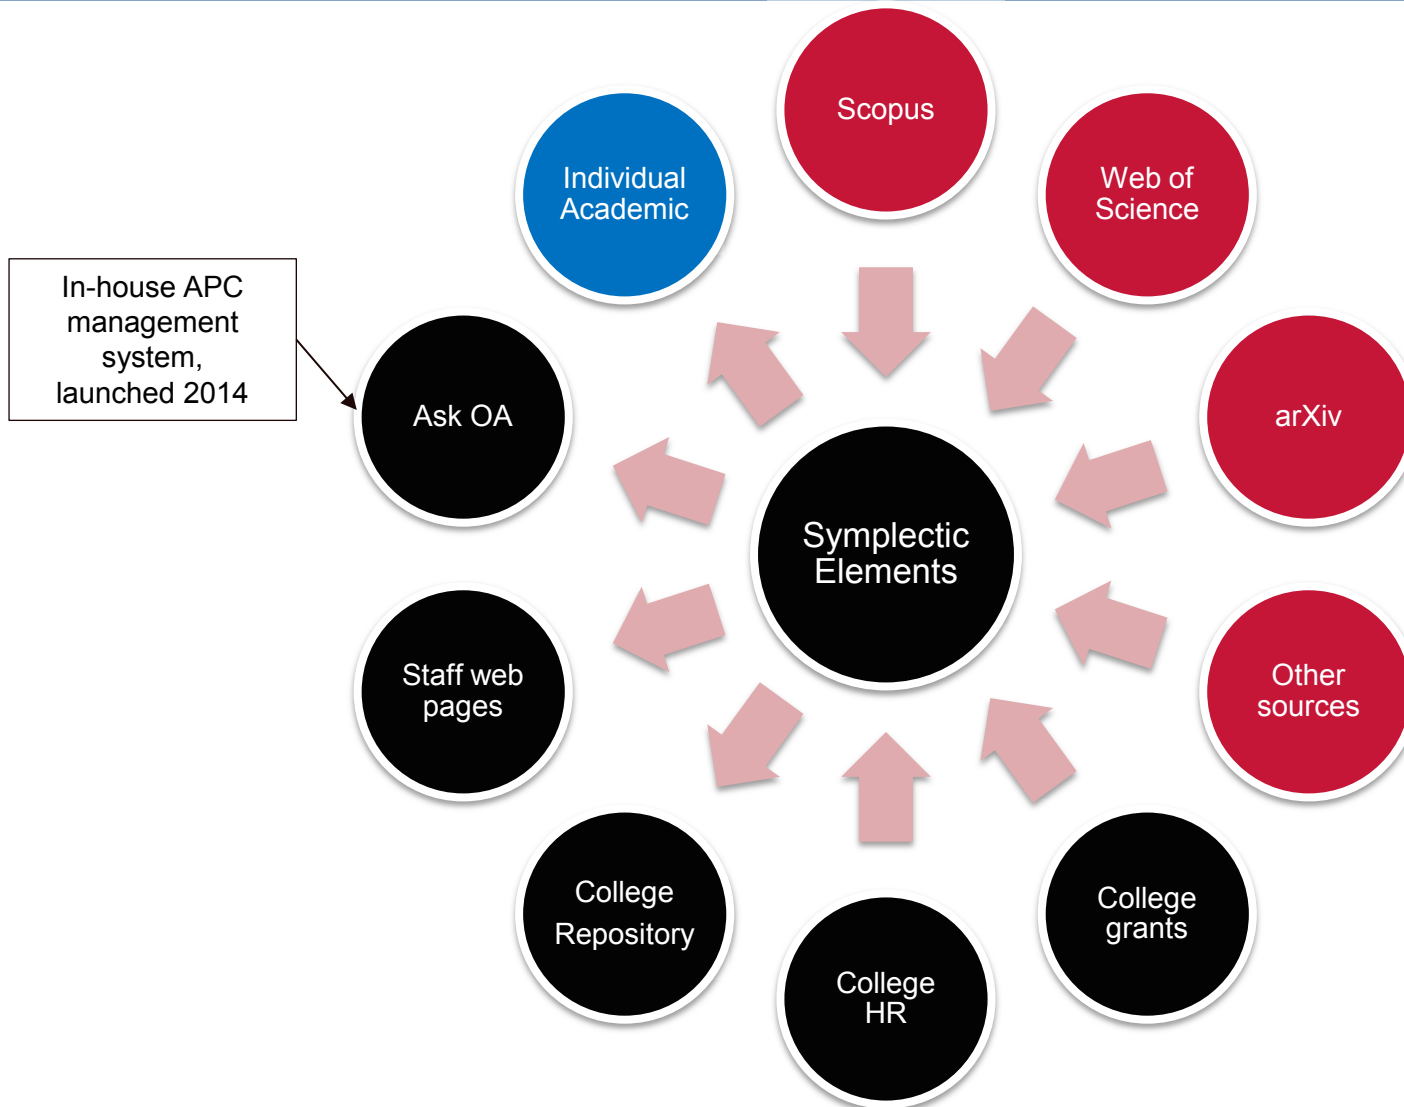 Scopus
Individual
Academic
Web of
Science
In-house APC
management
system,
launched 2014
Ask OA
arXiv
Symplectic
Elements
Staff web
pages
Other
sources
College
Repository
College
grants
College
HR